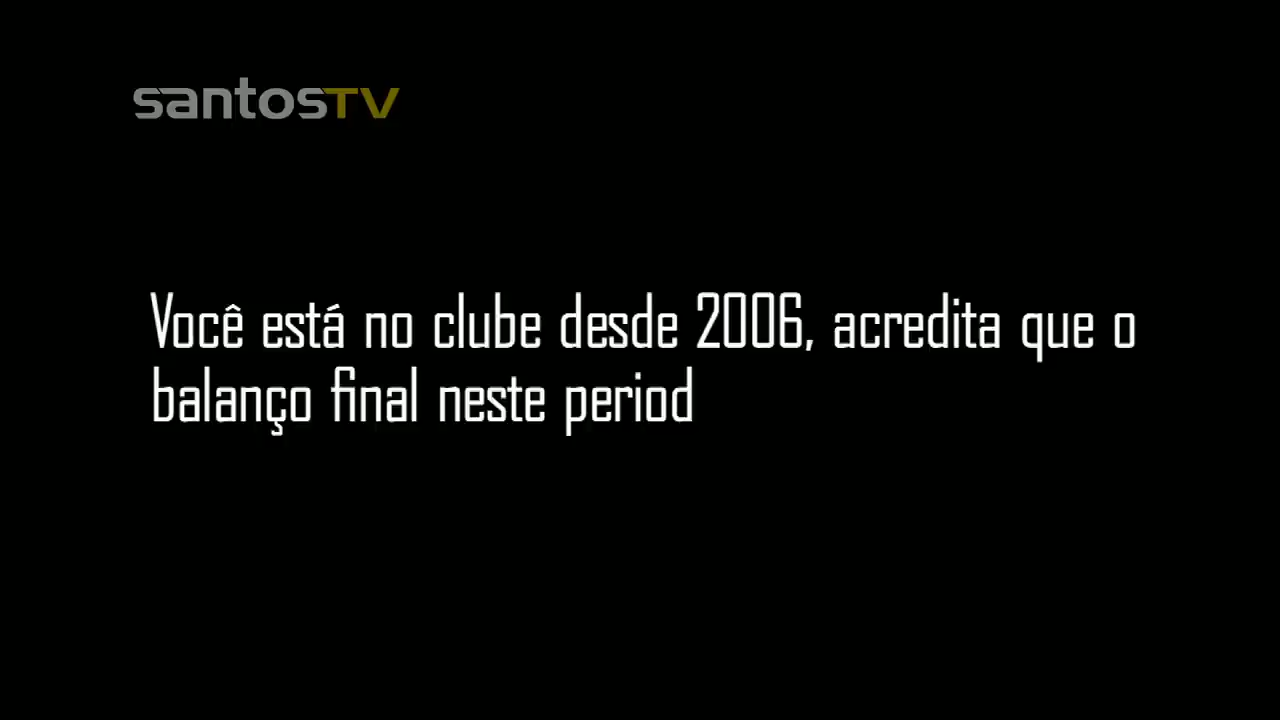 santosTV
Você está no clube desde 2006, acredita que o
balanço final neste period